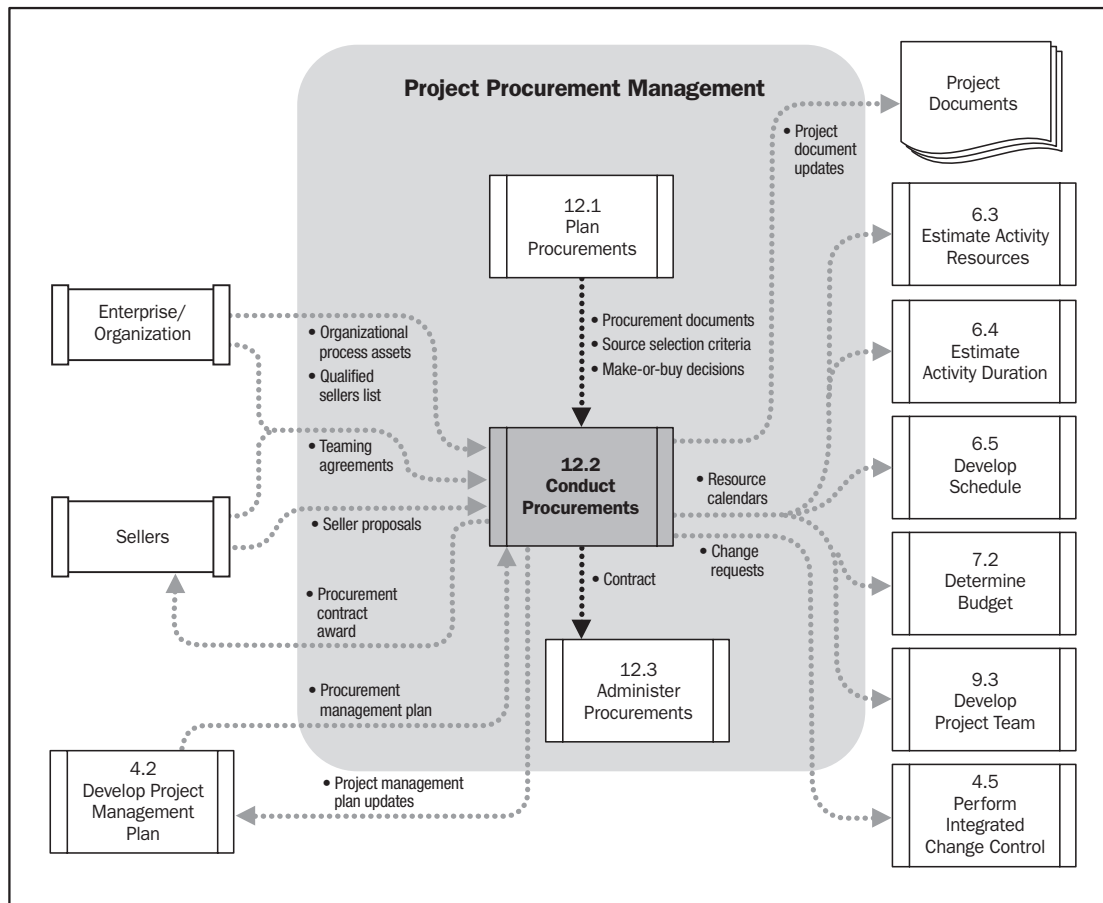 Project Procurement Management
Project
Documents
• Project
document
updates
12.1
Plan
Procurements
6.3
Estimate Activity
Resources
Enterprise/
Organization
• Organizational
process assets
• Qualified
sellers list
• Procurement documents
• Source selection criteria
• Make-or-buy decisions
6.4
Estimate
Activity Duration
• Teaming
agreements
12.2
Conduct
Procurements
• Resource
calendars
6.5
Develop
Schedule
Sellers
• Seller proposals
• Change
requests
• Contract
7.2
Determine
Budget
• Procurement
contract
award
12.3
Administer
Procurements
9.3
Develop
Project Team
• Procurement
management plan
4.2
Develop Project
Management
Plan
• Project management
plan updates
4.5
Perform
Integrated
Change Control